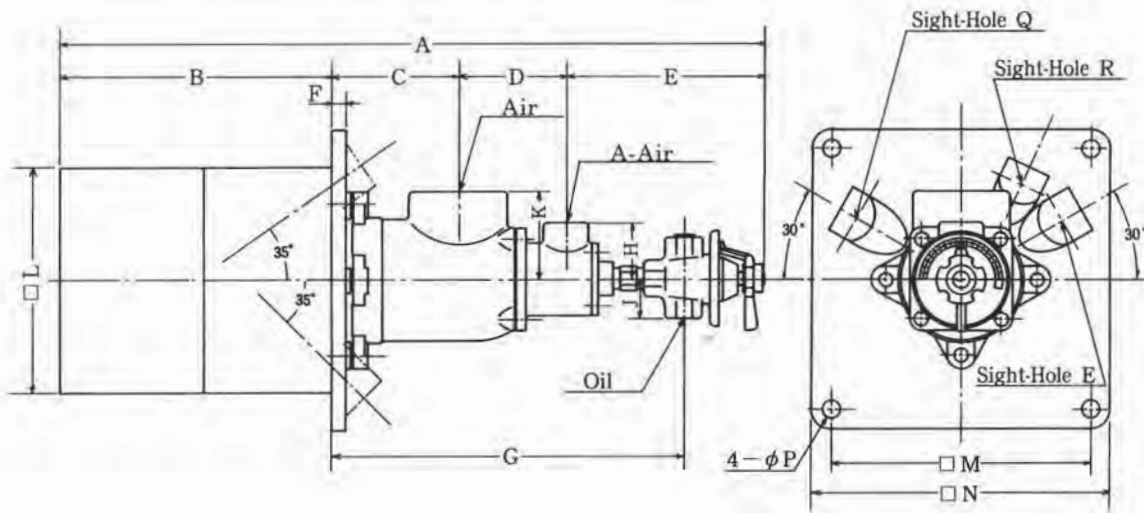 Sight-Hole Q
A
Sight-Hole R
B
C
D
E
F
Air
A-Air
K
H
J
□L
35°
35°
30°
30°
Oil
Sight-Hole E
G
4-φP
□M
□N